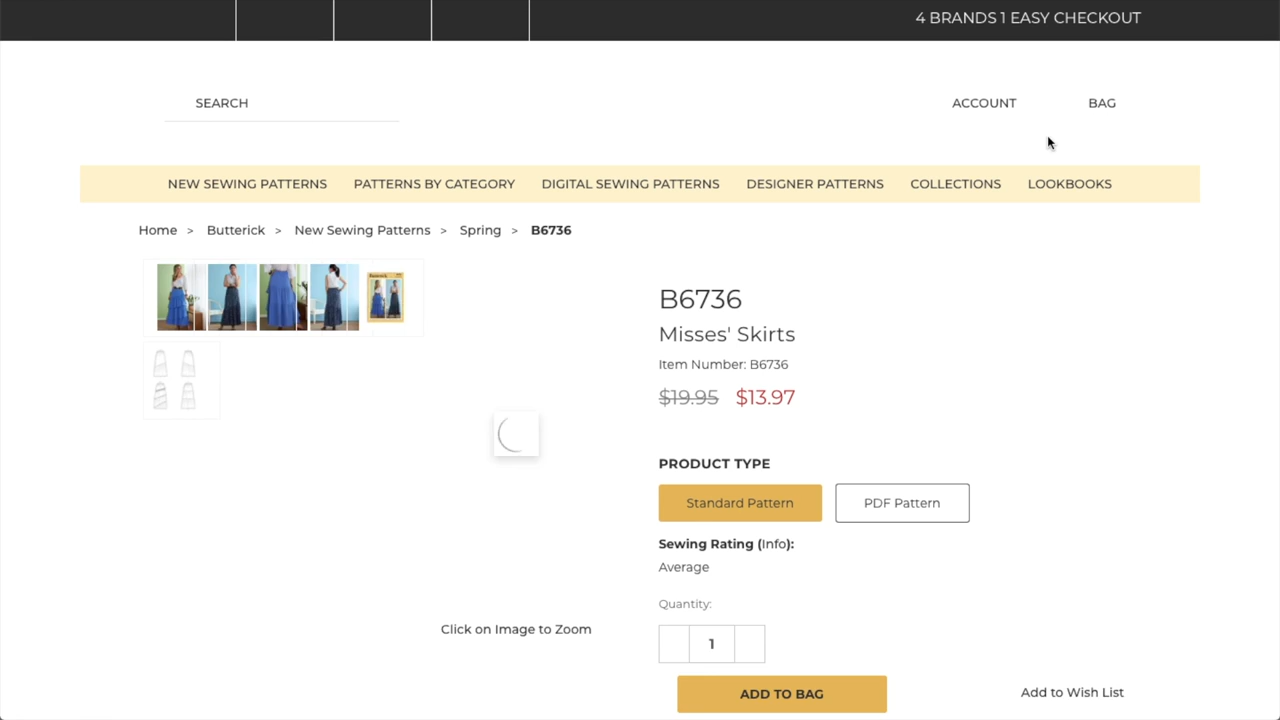 4 BRANDS 1 EASY CHECKOUT
SEARCH
ACCOUNT
BAG
NEW SEWING PATTERNS
PATTERNS BY CATEGORY
DIGITAL SEWING PATTERNS
DESIGNER PATTERNS
COLLECTIONS
LOOKBOOKS
Home > Butterick > New Sewing Patterns > Spring > B6736
B6736
Misses' Skirts
Item Number: B6736
$19.95 $13.97
PRODUCT TYPE
Standard Pattern
PDF Pattern
Sewing Rating (Info):
Average
Quantity:
1
Click on Image to Zoom
ADD TO BAG
Add to Wish List